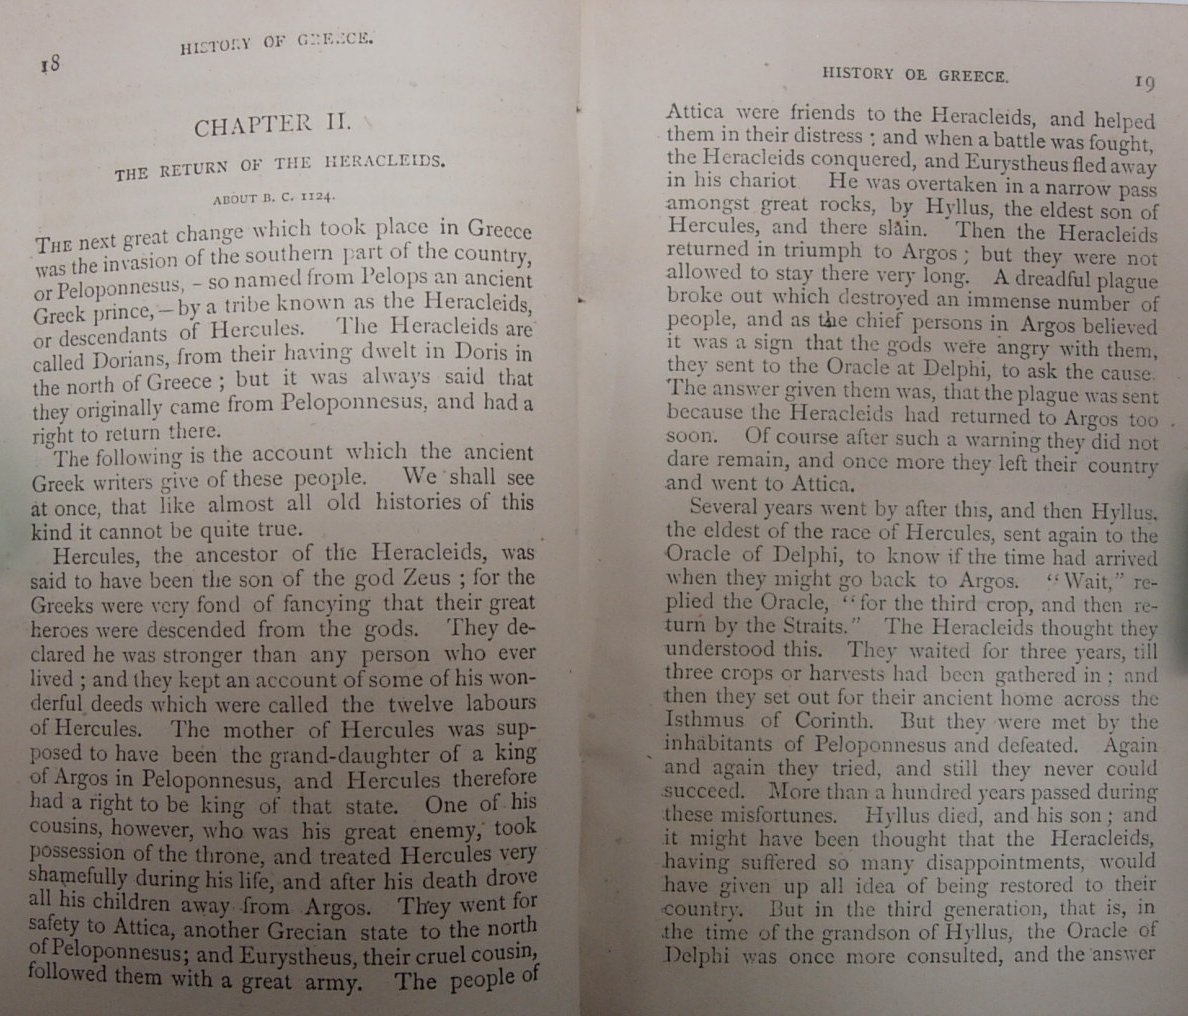 18
HISTORY OF GREECE.
CHAPTER II.
THE RETURN OF THE HERACLEIDS.
ABOUT B. C. 1124.
THE next great change which took place in Greece
was the invasion of the southern part of the country,
or Peloponnesus, – so named from Pelops an ancient
Greek prince, — by a tribe known as the Heracleids,
or descendants of Hercules. The Heracleids are
called Dorians, from their having dwelt in Doris in
the north of Greece ; but it was always said that
they originally came from Peloponnesus, and had a
right to return there.
The following is the account which the ancient
Greek writers give of these people. We shall see
at once, that like almost all old histories of this
kind it cannot be quite true.
Hercules, the ancestor of the Heracleids, was
said to have been the son of the god Zeus ; for the
Greeks were very fond of fancying that their great
heroes were descended from the gods. They de-
clared he was stronger than any person who ever
lived ; and they kept an account of some of his won-
derful deeds which were called the twelve labours
of Hercules. The mother of Hercules was sup-
posed to have been the grand-daughter of a king
of Argos in Peloponnesus, and Hercules therefore
had a right to be king of that state. One of his
cousins, however, who was his great enemy, took
possession of the throne, and treated Hercules very
shamefully during his life, and after his death drove
all his children away from Argos. They went for
safety to Attica, another Grecian state to the north
of Peloponnesus; and Eurystheus, their cruel cousin,
followed them with a great army. The people of
HISTORY OE GREECE.
19
Attica were friends to the Heracleids, and helped
them in their distress ; and when a battle was fought,
the Heracleids conquered, and Eurystheus fled away
in his chariot He was overtaken in a narrow pass
amongst great rocks, by Hyllus, the eldest son of
Hercules, and there slain. Then the Heracleids
returned in triumph to Argos ; but they were not
allowed to stay there very long. A dreadful plague
broke out which destroyed an immense number of
people, and as the chief persons in Argos believed
it was a sign that the gods were angry with them,
they sent to the Oracle at Delphi, to ask the cause.
The answer given them was, that the plague was sent
because the Heracleids had returned to Argos too
soon. Of course after such a warning they did not
dare remain, and once more they left their country
and went to Attica.
Several years went by after this, and then Hyllus,
the eldest of the race of Hercules, sent again to the
Oracle of Delphi, to know if the time had arrived
when they might go back to Argos. “Wait,” re-
plied the Oracle, “for the third crop, and then re-
turn by the Straits.” The Heracleids thought they
understood this. They waited for three years, till
three crops or harvests had been gathered in ; and
then they set out for their ancient home across the
Isthmus of Corinth. But they were met by the
inhabitants of Peloponnesus and defeated. Again
and again they tried, and still they never could
succeed. More than a hundred years passed during
these misfortunes. Hyllus died, and his son ; and
it might have been thought that the Heracleids,
having suffered so many disappointments, would
have given up all idea of being restored to their
country. But in the third generation, that is, in
the time of the grandson of Hyllus, the Oracle of
Delphi was once more consulted, and the answer